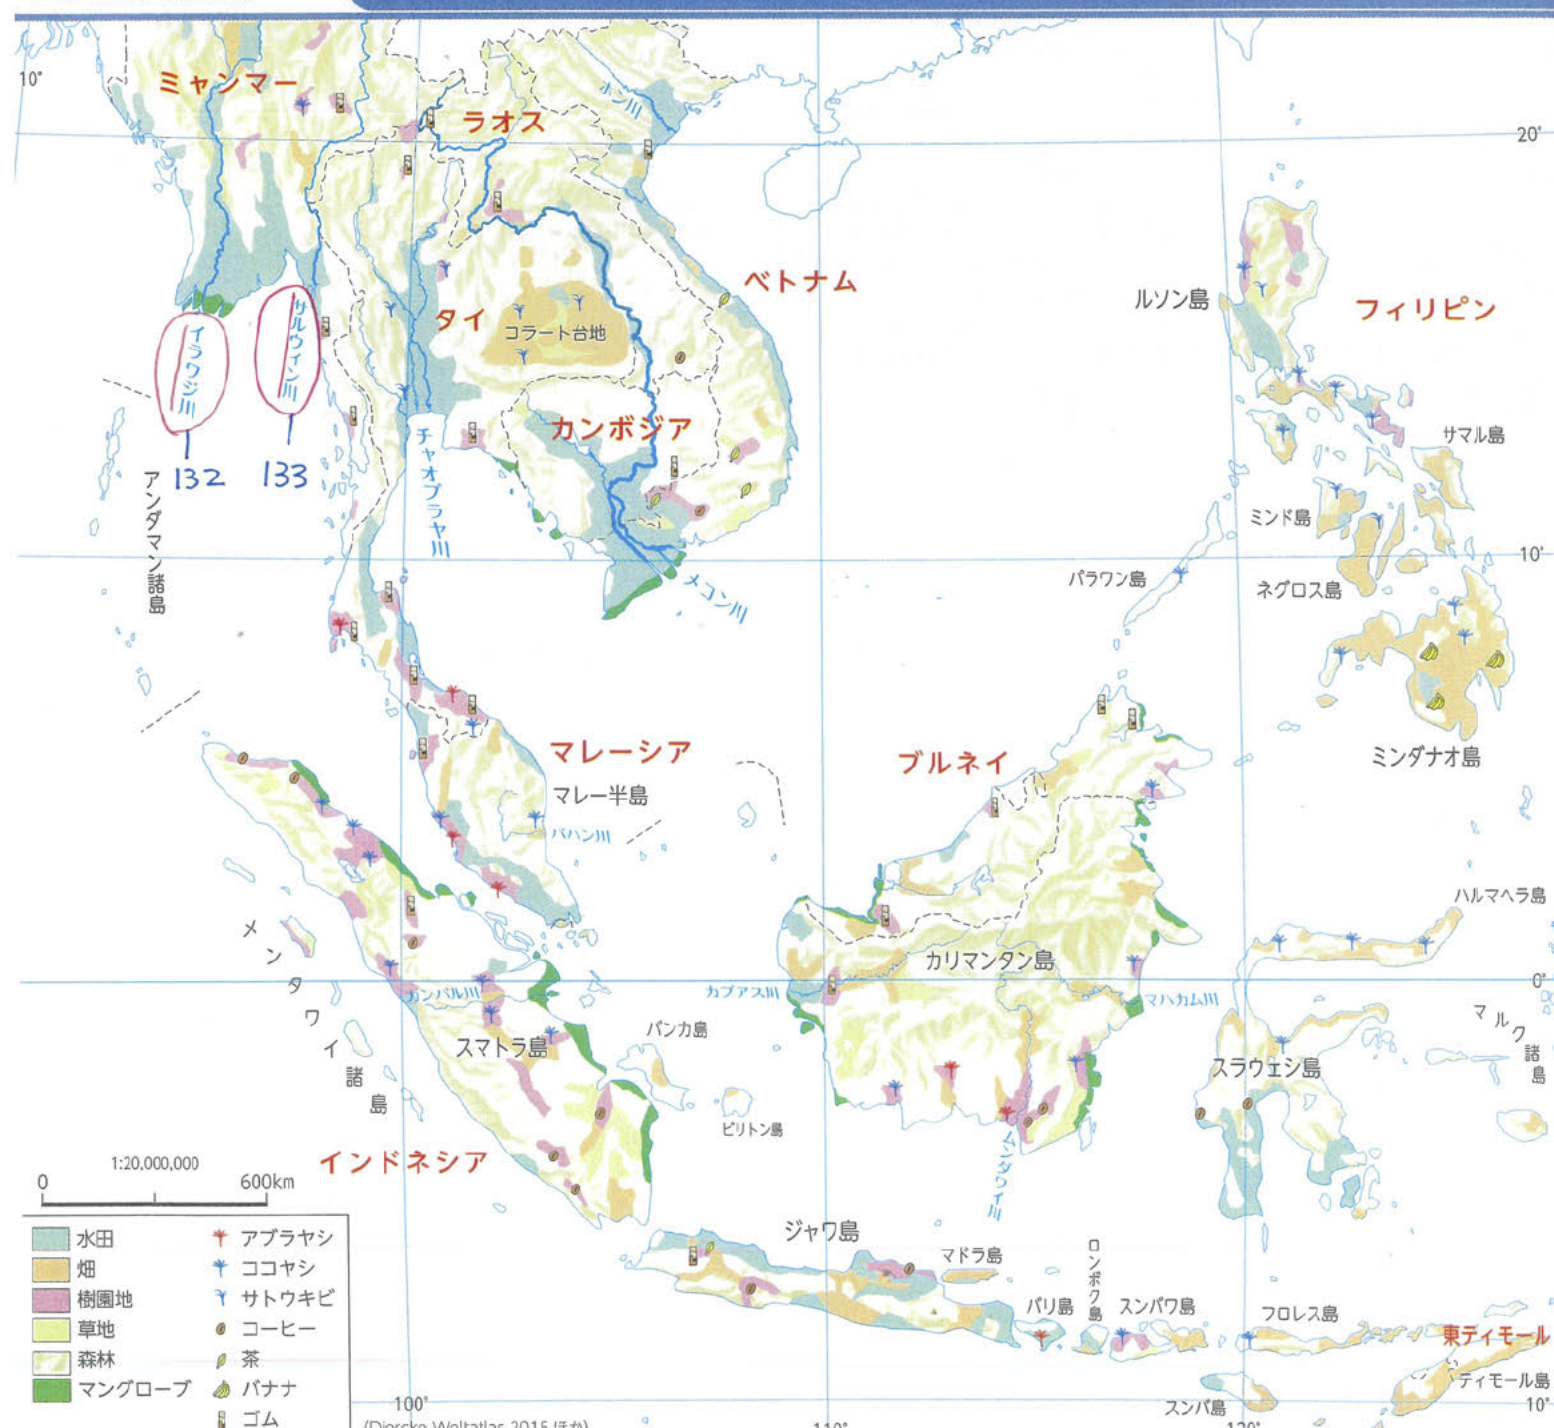 10°
ミャンマー
ラオス
ホン川
20°
ベトナム
ルソン島
フィリピン
タイ
コラート台地
イラワジ川
サルウィン川
132
133
カンボジア
チャオプラヤ川
サマル島
アンダマン諸島
ミンド島
10°
メコン川
パラワン島
ネグロス島
マレーシア
ブルネイ
ミンダナオ島
マレー半島
パハン川
ハルマヘラ島
メンタワイ諸島
カリマンタン島
カンパル川
カプアス川
マハカム川
0°
スマトラ島
バンカ島
スラウェシ島
マルク諸島
ビリトン島
インドネシア
ムンダワイ川
1:20,000,000
0
600km
ジャワ島
マドラ島
ロンボク島
バリ島
スンバワ島
フロレス島
東ティモール
ティモール島
スンバ島
水田
畑
樹園地
草地
森林
マングローブ
アブラヤシ
ココヤシ
サトウキビ
コーヒー
茶
バナナ
ゴム
100°
110°
120°
10°
(Diercke Weltatlas 2015 ほか)